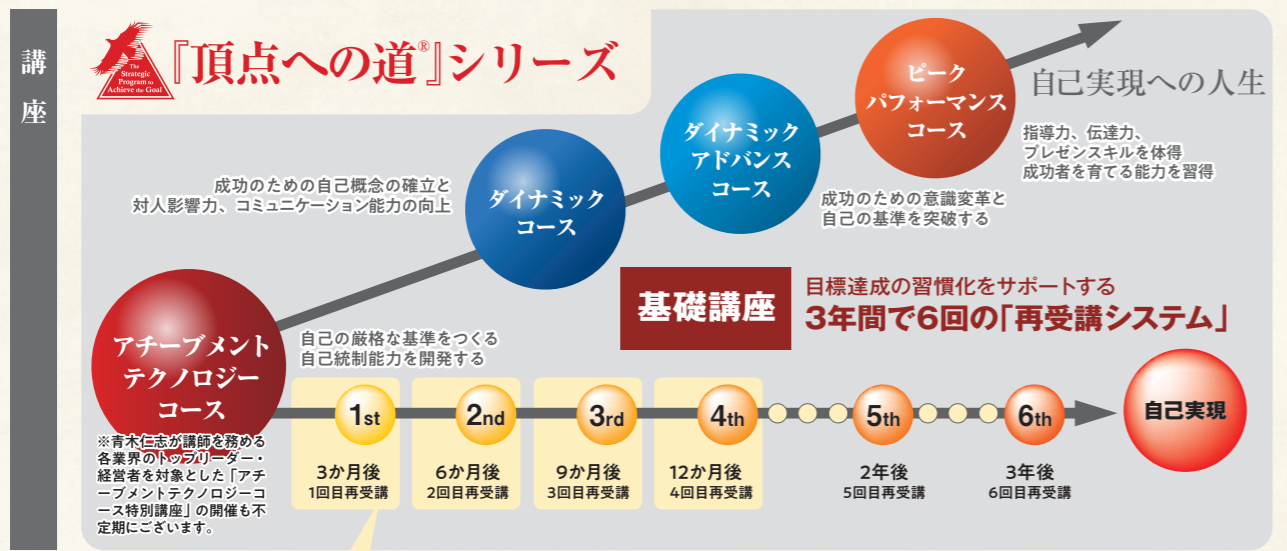 講座
The
Strategic
Program to
Achieve the Goal
『頂点への道®』シリーズ
自己実現への人生
ピーク
パフォーマンス
コース
指導力、伝達力、
プレゼンスキルを体得
成功者を育てる能力を習得
ダイナミック
アドバンス
コース
成功のための意識変革と
自己の基準を突破する
成功のための自己概念の確立と
対人影響力、コミュニケーション能力の向上
ダイナミック
コース
基礎講座
目標達成の習慣化をサポートする
3年間で6回の「再受講システム」
アチーブメント
テクノロジー
コース
自己の厳格な基準をつくる
自己統制能力を開発する
※青木仁志が講師を務める
各業界のトップリーダー・
経営者を対象とした「アチ
ーブメントテクノロジーコ
ース特別講座」の開催も不
定期にございます。
1st
3か月後
1回目再受講
2nd
6か月後
2回目再受講
3rd
9か月後
3回目再受講
4th
12か月後
4回目再受講
5th
2年後
5回目再受講
6th
3年後
6回目再受講
自己実現